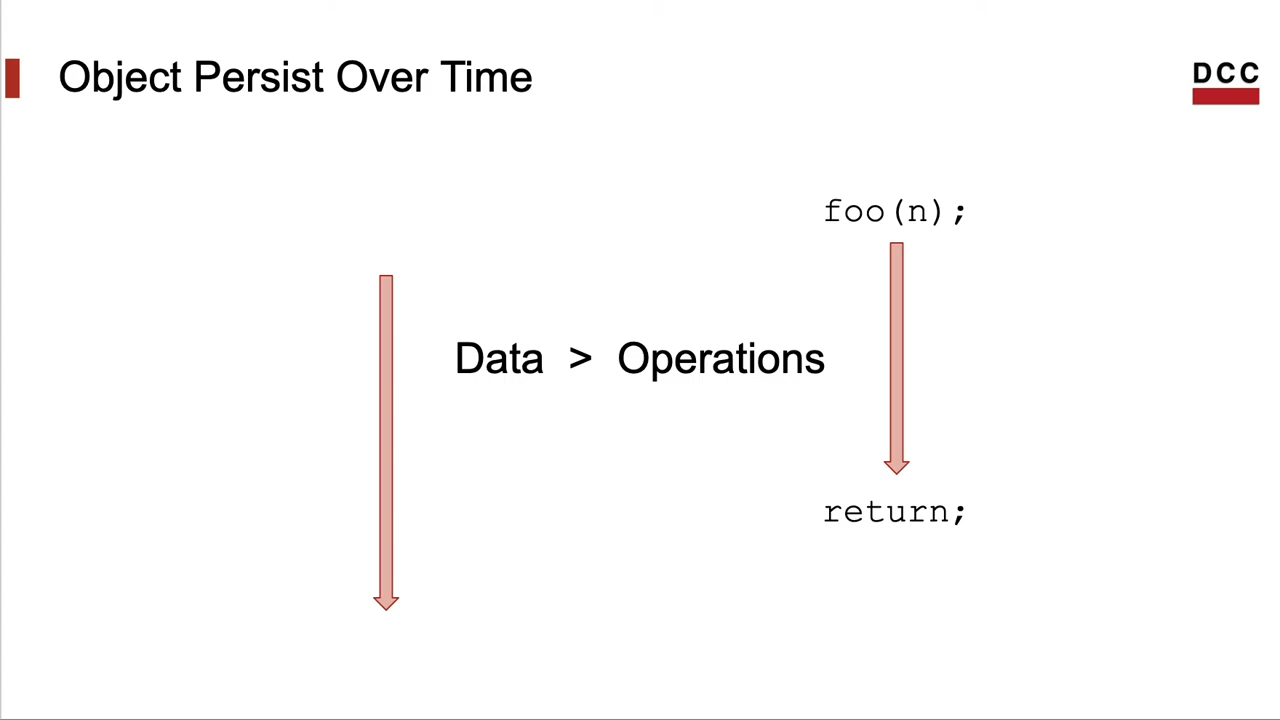 Object Persist Over Time
DCC
foo(n);
Data > Operations
return;